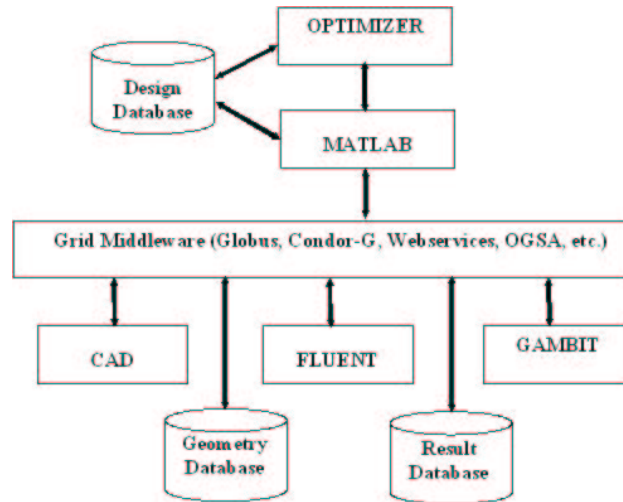 OPTIMIZER
Design
Database
MATLAB
Grid Middleware (Globus, Condor-G, Webservices, OGSA, etc.)
CAD
FLUENT
GAMBIT
Geometry
Database
Result
Database